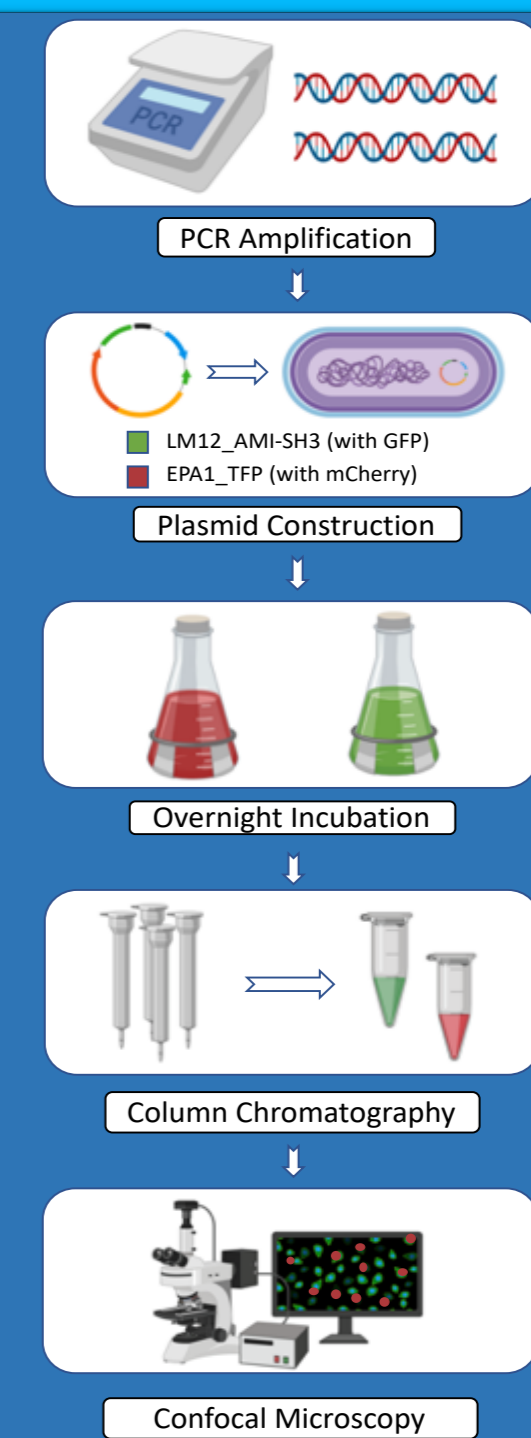 PCR
PCR Amplification
LM12_AMI-SH3 (with GFP)
EPA1_TFP (with mCherry)
Plasmid Construction
Overnight Incubation
Column Chromatography
Confocal Microscopy